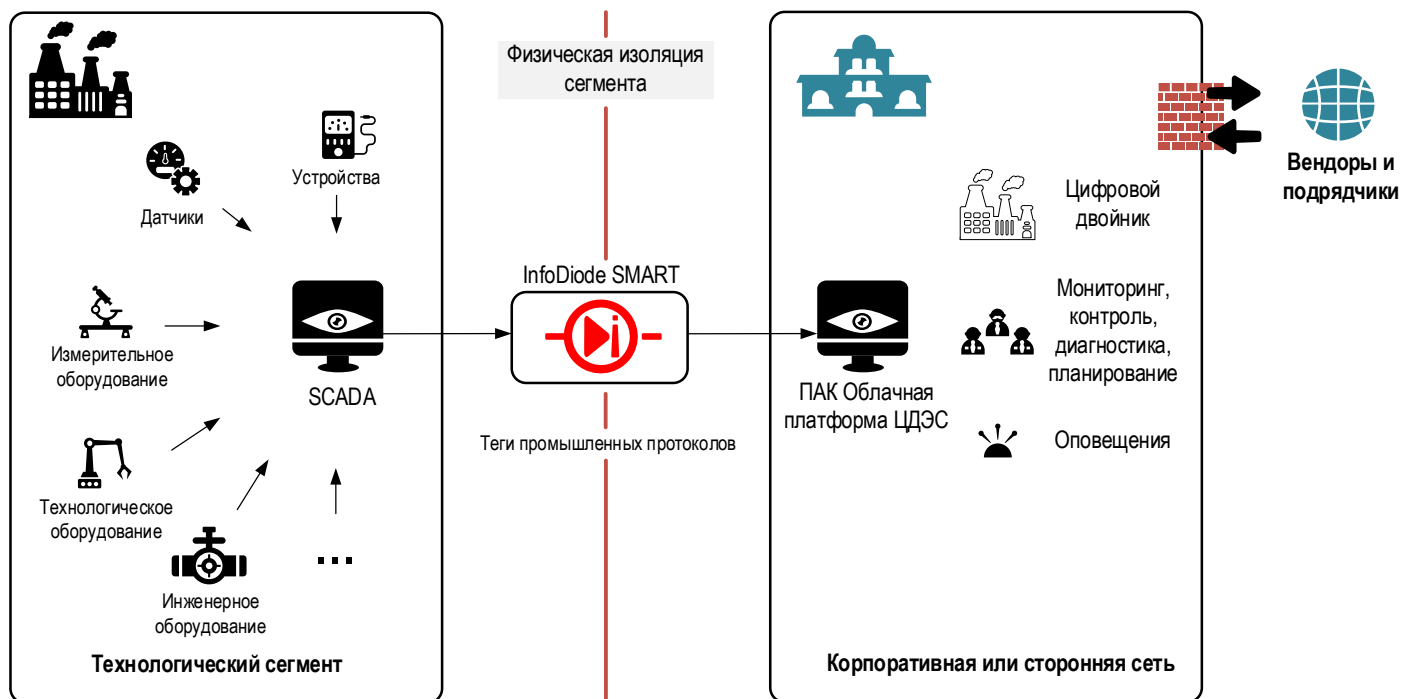 Физическая изоляция
сегмента
Устройства
Датчики
Измерительное
оборудование
SCADA
Технологическое
оборудование
Инженерное
оборудование
...
Технологический сегмент
InfoDiode SMART
Теги промышленных протоколов
ПАК Облачная
платформа ЦДЭС
Цифровой
двойник
Мониторинг,
контроль,
диагностика,
планирование
Оповещения
Корпоративная или сторонняя сеть
Вендоры и
подрядчики